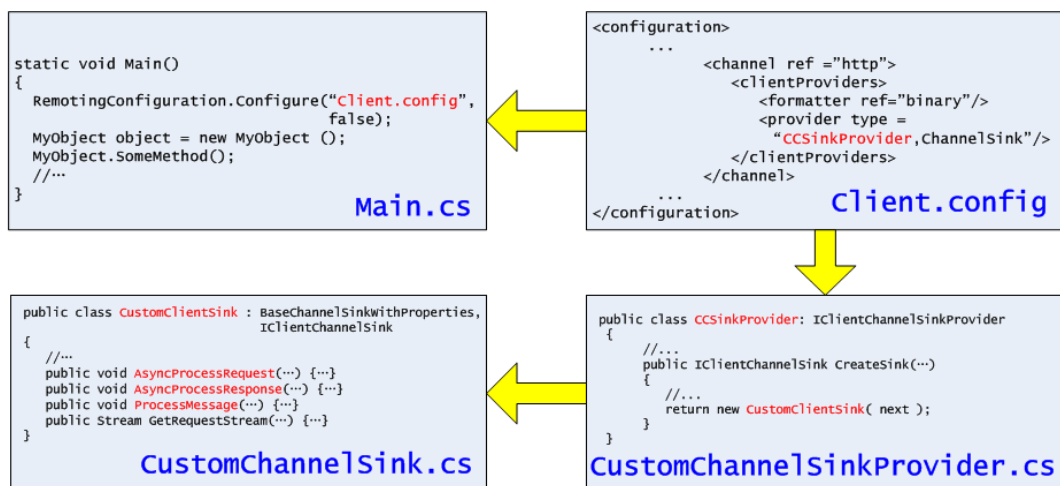 static void Main()
{
RemotingConfiguration.Configure(“Client.config”,
false);
MyObject object = new MyObject ();
MyObject.SomeMethod();
//…
}
Main.cs
<configuration>
...
<channel ref =”http”>
<clientProviders>
<formatter ref=”binary”/>
<provider type =
“CCSinkProvider,ChannelSink”/>
</clientProviders>
</channel>
...
</configuration>
Client.config
public class CustomClientSink : BaseChannelSinkWithProperties,
IClientChannelSink
{
//…
public void AsyncProcessRequest(…) {…}
public void AsyncProcessResponse(…) {…}
public void ProcessMessage(…) {…}
public Stream GetRequestStream(…) {…}
}
CustomChannelSink.cs
public class CCSinkProvider: IClientChannelSinkProvider
{
//...
public IClientChannelSink CreateSink(…)
{
//...
return new CustomClientSink( next );
}
}
CustomChannelSinkProvider.cs